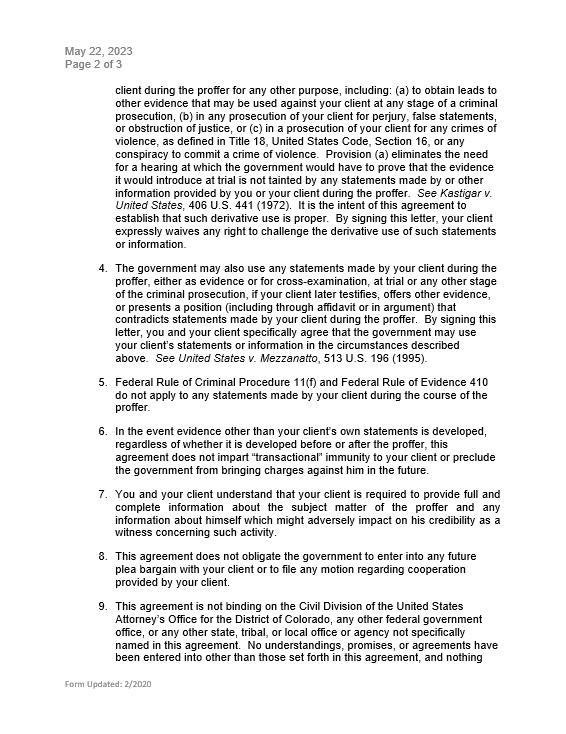 May 22, 2023
Page 2 of 3
client during the proffer for any other purpose, including: (a) to obtain leads to
other evidence that may be used against your client at any stage of a criminal
prosecution, (b) in any prosecution of your client for perjury, false statements,
or obstruction of justice, or (c) in a prosecution of your client for any crimes of
violence, as defined in Title 18, United States Code, Section 16, or any
conspiracy to commit a crime of violence.  Provision (a) eliminates the need
for a hearing at which the government would have to prove that the evidence
it would introduce at trial is not tainted by any statements made by or other
information provided by you or your client during the proffer.  See Kastigar v.
United States, 406 U.S. 441 (1972).  It is the intent of this agreement to
establish that such derivative use is proper.  By signing this letter, your client
expressly waives any right to challenge the derivative use of such statements
or information.
4. The government may also use any statements made by your client during the
proffer, either as evidence or for cross-examination, at trial or any other stage
of the criminal prosecution, if your client later testifies, offers other evidence,
or presents a position (including through affidavit or in argument) that
contradicts statements made by your client during the proffer.  By signing this
letter, you and your client specifically agree that the government may use
your client's statements or information in the circumstances described
above.  See United States v. Mezzanatto, 513 U.S. 196 (1995).
5. Federal Rule of Criminal Procedure 11(f) and Federal Rule of Evidence 410
do not apply to any statements made by your client during the course of the
proffer.
6. In the event evidence other than your client's own statements is developed,
regardless of whether it is developed before or after the proffer, this
agreement does not impart “transactional” immunity to your client or preclude
the government from bringing charges against him in the future.
7. You and your client understand that your client is required to provide full and
complete information about the subject matter of the proffer and any
information about himself which might adversely impact on his credibility as a
witness concerning such activity.
8. This agreement does not obligate the government to enter into any future
plea bargain with your client or to file any motion regarding cooperation
provided by your client.
9. This agreement is not binding on the Civil Division of the United States
Attorney's Office for the District of Colorado, any other federal government
office, or any other state, tribal, or local office or agency not specifically
named in this agreement.  No understandings, promises, or agreements have
been entered into other than those set forth in this agreement, and nothing
Form Updated: 2/2020